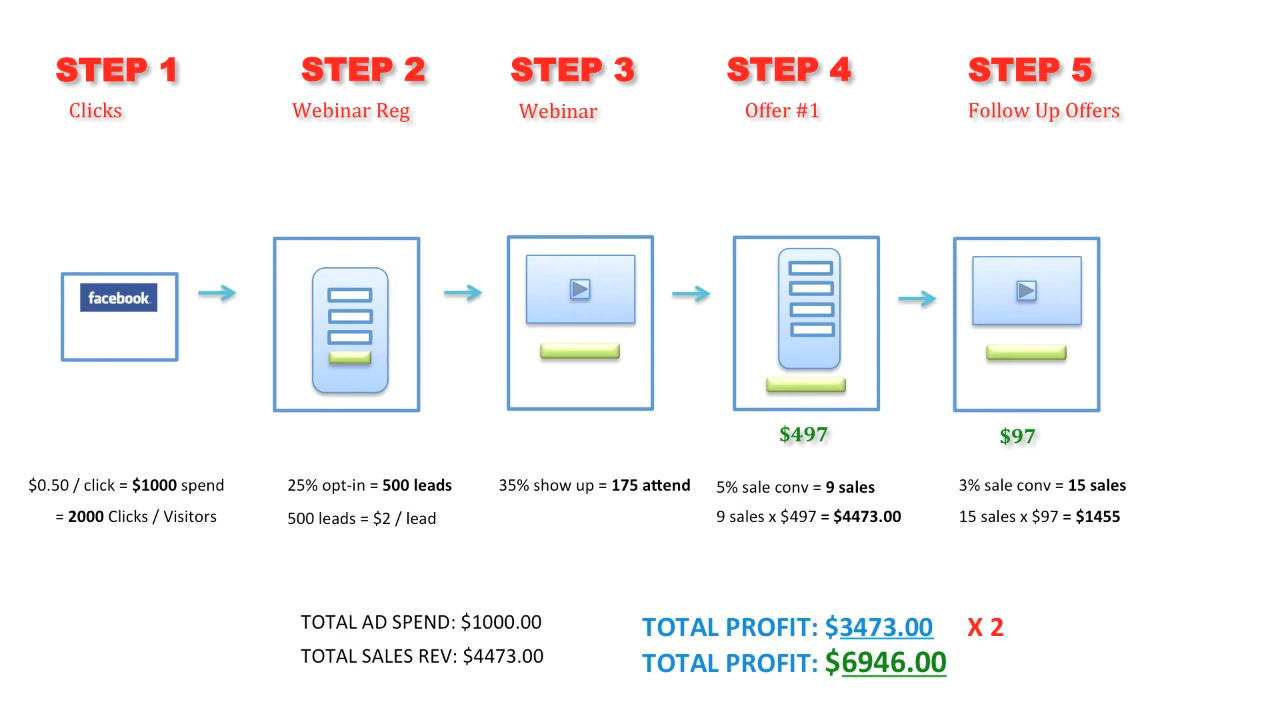 STEP 1
Clicks
STEP 2
Webinar Reg
STEP 3
Webinar
STEP 4
Offer #1
STEP 5
Follow Up Offers
facebook
$497
$97
$0.50 / click = $1000 spend
= 2000 Clicks / Visitors
25% opt-in = 500 leads
500 leads = $2 / lead
35% show up = 175 attend
5% sale conv = 9 sales
9 sales x $497 = $4473.00
3% sale conv = 15 sales
15 sales x $97 = $1455
TOTAL AD SPEND: $1000.00
TOTAL SALES REV: $4473.00
TOTAL PROFIT: $3473.00 X 2
TOTAL PROFIT: $6946.00